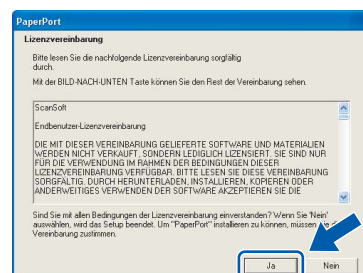 PaperPort
Lizenzvereinbarung
Bitte lesen Sie die nachfolgende Lizenzvereinbarung sorgfältig
durch.
Mit der BILD-NACH-UNTEN Taste können Sie den Rest der Vereinbarung sehen.
ScanSoft
Endbenutzer-Lizenzvereinbarung
DIE MIT DIESER VEREINBARUNG GELIEFERTE SOFTWARE UND MATERIALIEN
WERDEN NICHT VERKAUFT, SONDERN LEDIGLICH LIZENSIERT. SIE SIND NUR
FÜR DIE VERWENDUNG IM RAHMEN DER BEDINGUNGEN DIESER
LIZENZVEREINBARUNG VERFÜGBAR. BITTE LESEN SIE DIESE VEREINBARUNG
SORGFÄLTIG. DURCH HERUNTERLADEN, INSTALLIEREN, KOPIEREN ODER
ANDERWEITIGES VERWENDEN DER SOFTWARE AKZEPTIEREN SIE DIE
Sind Sie mit allen Bedingungen der Lizenzvereinbarung einverstanden? Wenn Sie 'Nein'
auswählen, wird das Setup beendet. Um "PaperPort" installieren zu können, müssen
Vereinbarung zustimmen.
Ja
Nein